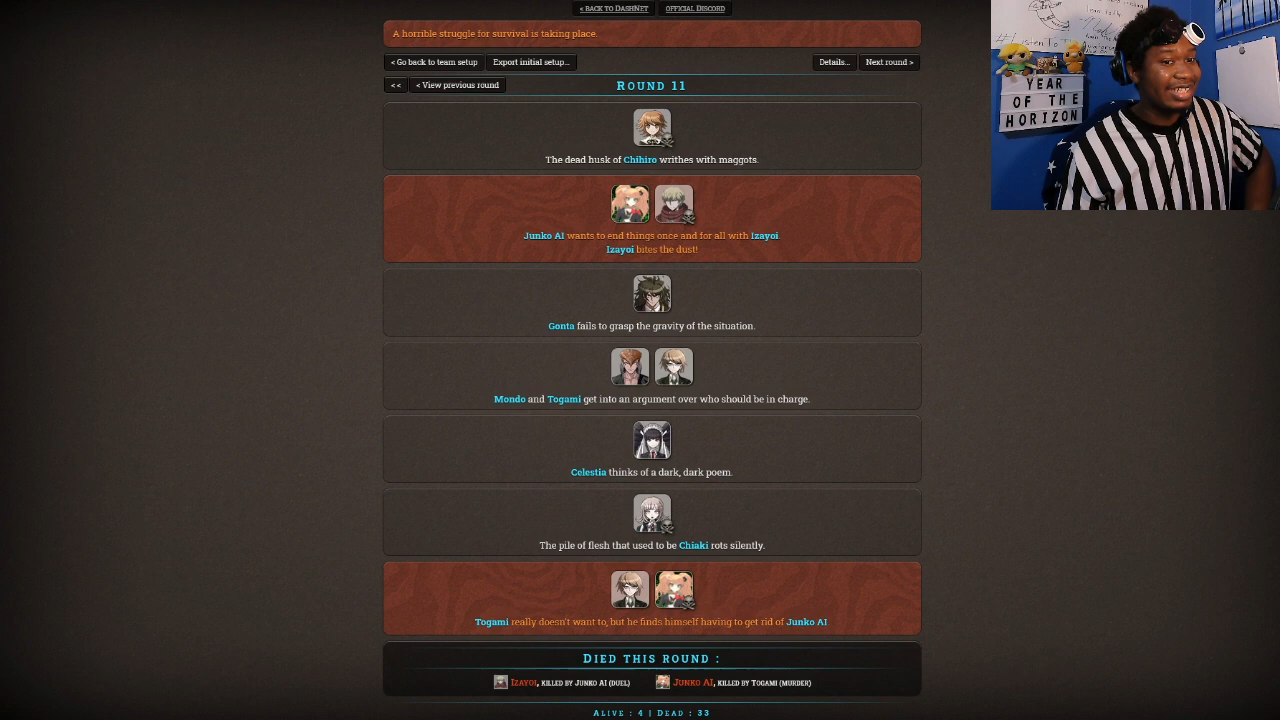 < BACK TO DASHNET
OFFICIAL DISCORD
A horrible struggle for survival is taking place.
< Go back to team setup
Export initial setup...
Details...
Next round >
<<
< View previous round
ROUND 11
The dead husk of Chihiro writhes with maggots.
Junko AI wants to end things once and for all with Izayoi.
Izayoi bites the dust!
Gonta fails to grasp the gravity of the situation.
Mondo and Togami get into an argument over who should be in charge.
Celestia thinks of a dark, dark poem.
The pile of flesh that used to be Chiaki rots silently.
Togami really doesn't want to, but he finds himself having to get rid of Junko AI
DIED THIS ROUND :
IZAYOI, KILLED BY JUNKO AI (DUEL)
JUNKO AI, KILLED BY TOGAMI (MURDER)
ALIVE : 4 | DEAD : 33
YEAR
OF THE
HORIZON